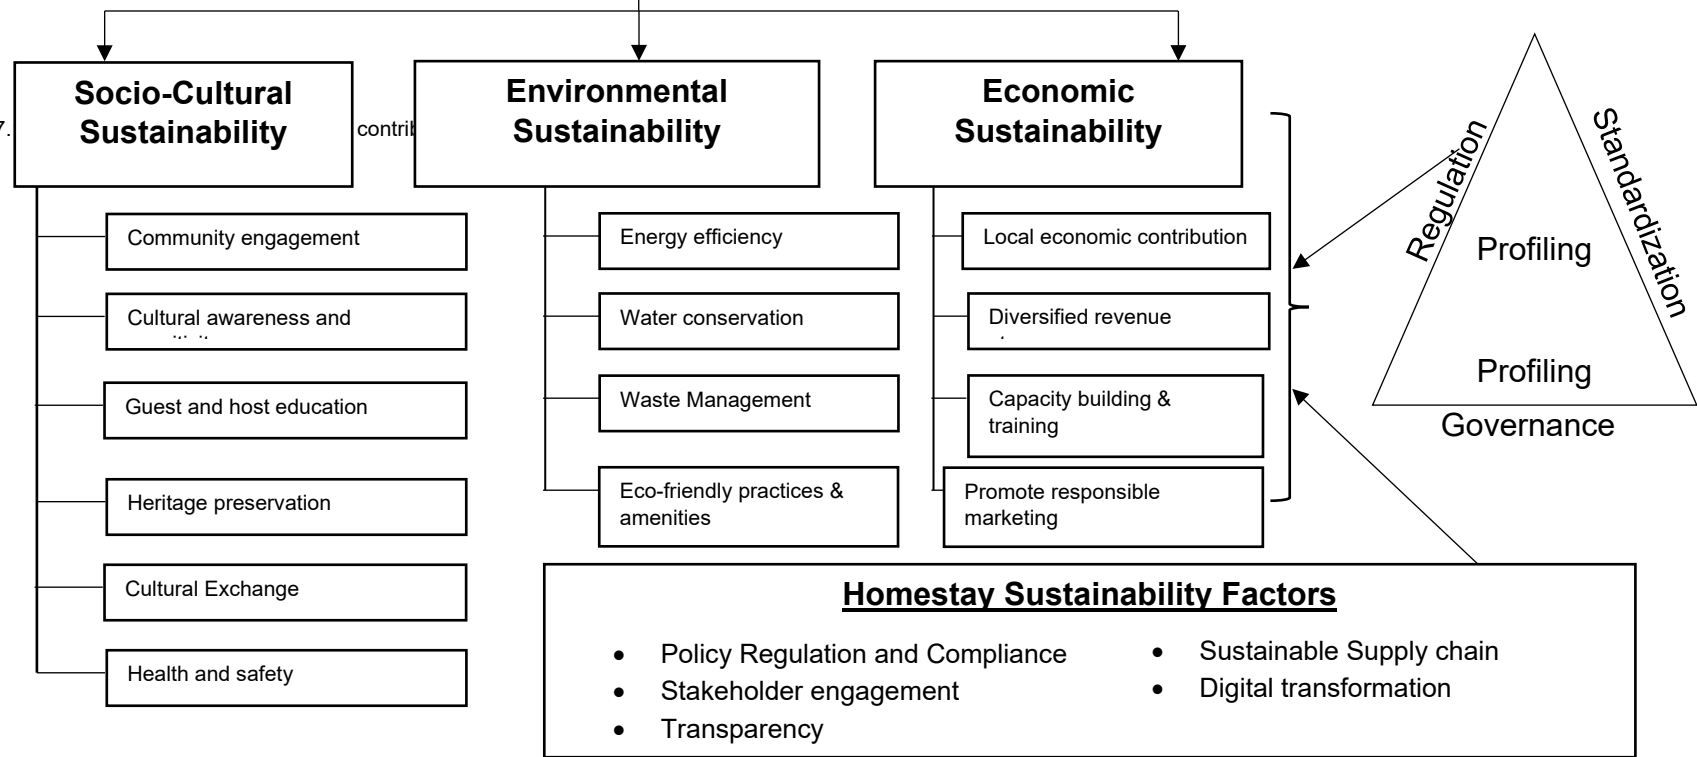 Socio-Cultural
Sustainability
7.
contrib
Environmental
Sustainability
Economic
Sustainability
Community engagement
Cultural awareness and
Guest and host education
Heritage preservation
Cultural Exchange
Health and safety
Energy efficiency
Water conservation
Waste Management
Eco-friendly practices &
amenities
Local economic contribution
Diversified revenue
Capacity building &
training
Promote responsible
marketing
Regulation
Standardization
Profiling
Profiling
Governance
Homestay Sustainability Factors
• Policy Regulation and Compliance
• Stakeholder engagement
• Transparency
• Sustainable Supply chain
• Digital transformation